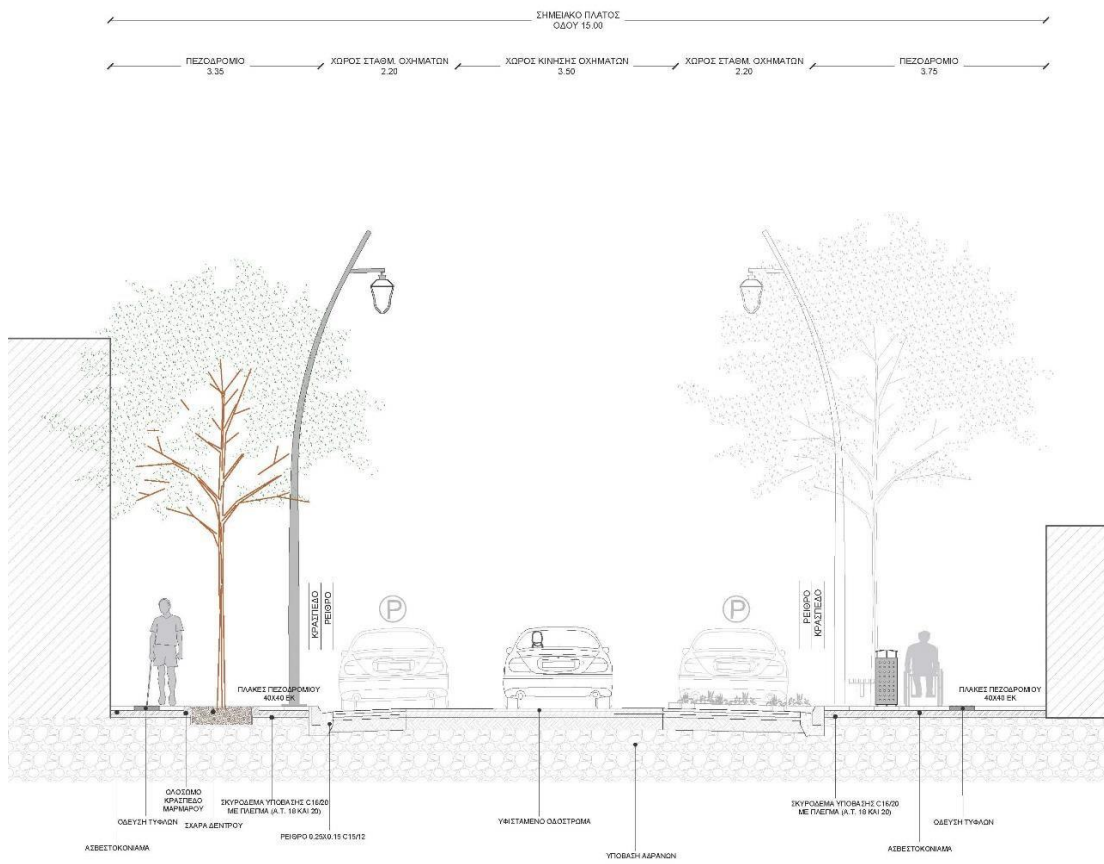 ΣΗΜΕΙΑΚΟ ΠΛΑΤΟΣ
ΟΔΟΥ 15.00
ΠΕΖΟΔΡΟΜΙΟ
3.35
ΧΩΡΟΣ ΣΤΑΘΜ. ΟΧΗΜΑΤΩΝ
2.20
ΧΩΡΟΣ ΚΙΝΗΣΗΣ ΟΧΗΜΑΤΩΝ
3.50
ΧΩΡΟΣ ΣΤΑΘΜ. ΟΧΗΜΑΤΩΝ
2.20
ΠΕΖΟΔΡΟΜΙΟ
3.75
ΚΡΑΣΠΕΔΟ
ΡΕΙΘΡΟ
P
P
ΡΕΙΘΡΟ
ΚΡΑΣΠΕΔΟ
ΠΛΑΚΕΣ ΠΕΖΟΔΡΟΜΙΟΥ
40Χ40 ΕΚ
ΠΛΑΚΕΣ ΠΕΖΟΔΡΟΜΙΟΥ
40Χ40 ΕΚ
ΟΛΟΣΩΜΟ
ΚΡΑΣΠΕΔΟ
ΜΑΡΜΑΡΟΥ
ΣΚΥΡΟΔΕΜΑ ΥΠΟΒΑΣΗΣ C16/20
ΜΕ ΠΛΕΓΜΑ (Α.Τ. 18 ΚΑΙ 20)
ΣΚΥΡΟΔΕΜΑ ΥΠΟΒΑΣΗΣ C16/20
ΜΕ ΠΛΕΓΜΑ (Α.Τ. 18 ΚΑΙ 20)
ΟΔΕΥΣΗ ΤΥΦΛΩΝ
ΣΧΑΡΑ ΔΕΝΤΡΟΥ
ΥΦΙΣΤΑΜΕΝΟ ΟΔΟΣΤΡΩΜΑ
ΟΔΕΥΣΗ ΤΥΦΛΩΝ
ΡΕΙΘΡΟ 0.25Χ0.15 C15/12
ΑΣΒΕΣΤΟΚΟΝΙΑΜΑ
ΥΠΟΒΑΣΗ ΑΔΡΑΝΩΝ
ΑΣΒΕΣΤΟΚΟΝΙΑΜΑ